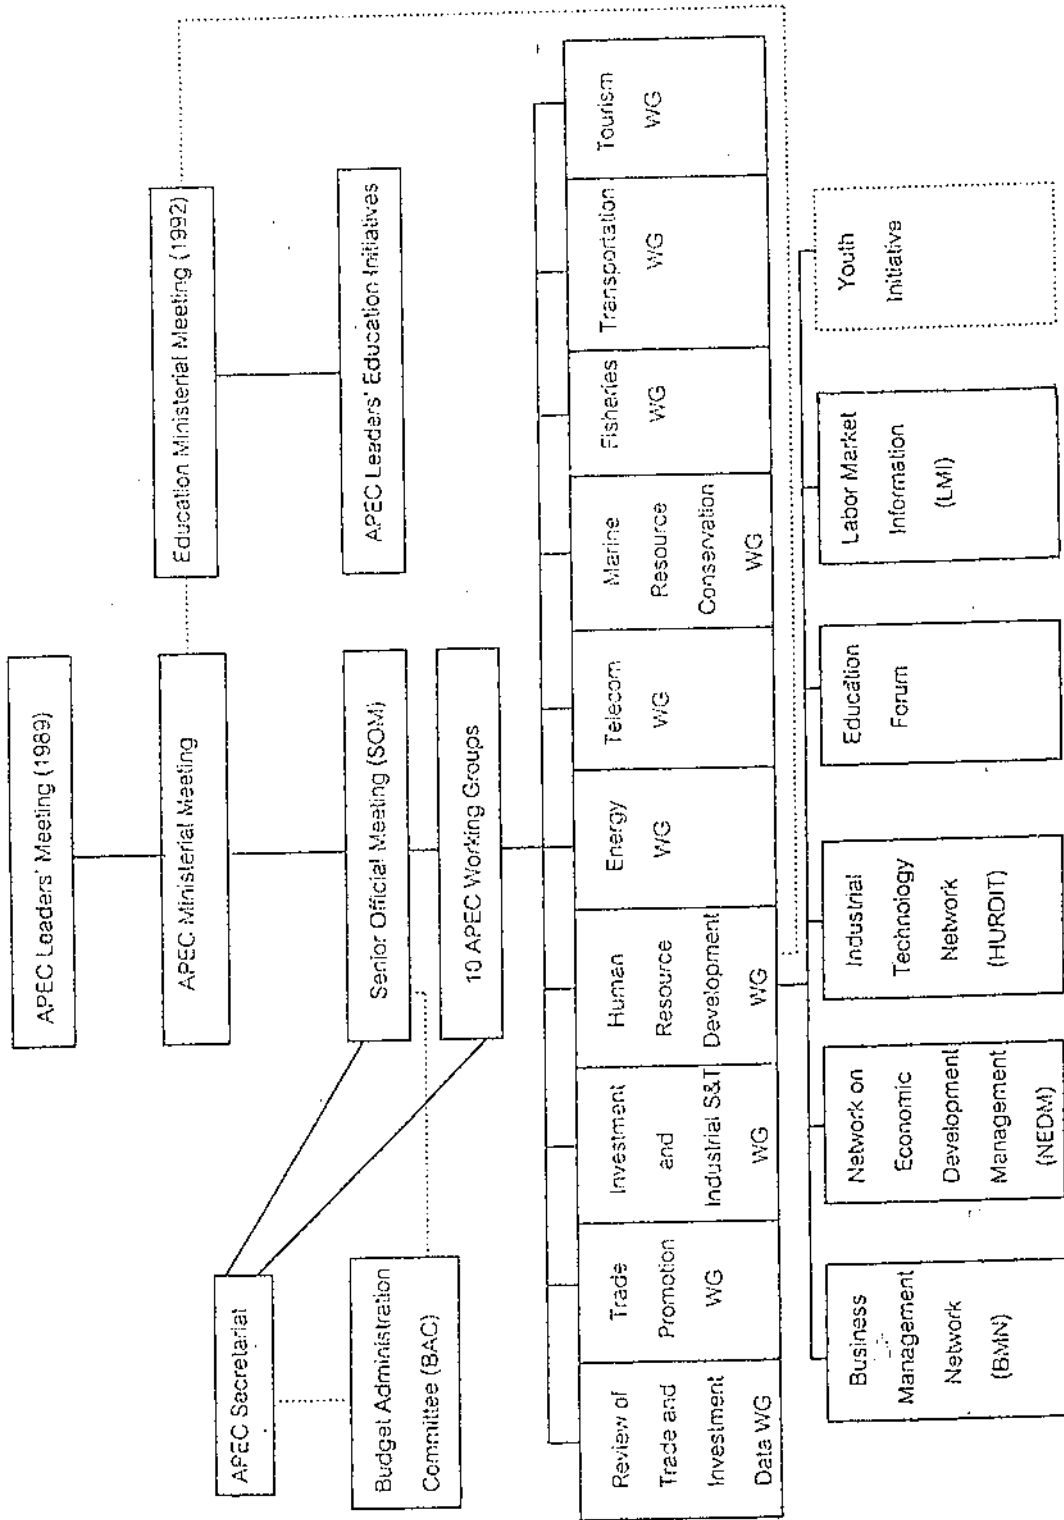 APEC Leaders' Meeting (1989)
APEC Ministerial Meeting
Education Ministerial Meeting (1992)
APEC Secretariat
Senior Official Meeting (SOM)
APEC Leaders' Education Initiatives
Budget Administration
Committee (BAC)
10 APEC Working Groups
Review of
Trade and
Investment
Data WG
Trade
Promotion
WG
Investment
and
Industrial S&T
WG
Human
Resource
Development
WG
Energy
WG
Telecom
WG
Marine
Resource
Conservation
WG
Fisheries
WG
Transportation
WG
Tourism
WG
Business
Management
Network
(BMN)
Network on
Economic
Development
Management
(NEDM)
Industrial
Technology
Network
(HURDIT)
Education
Forum
Labor Market
Information
(LMI)
Youth
Initiative